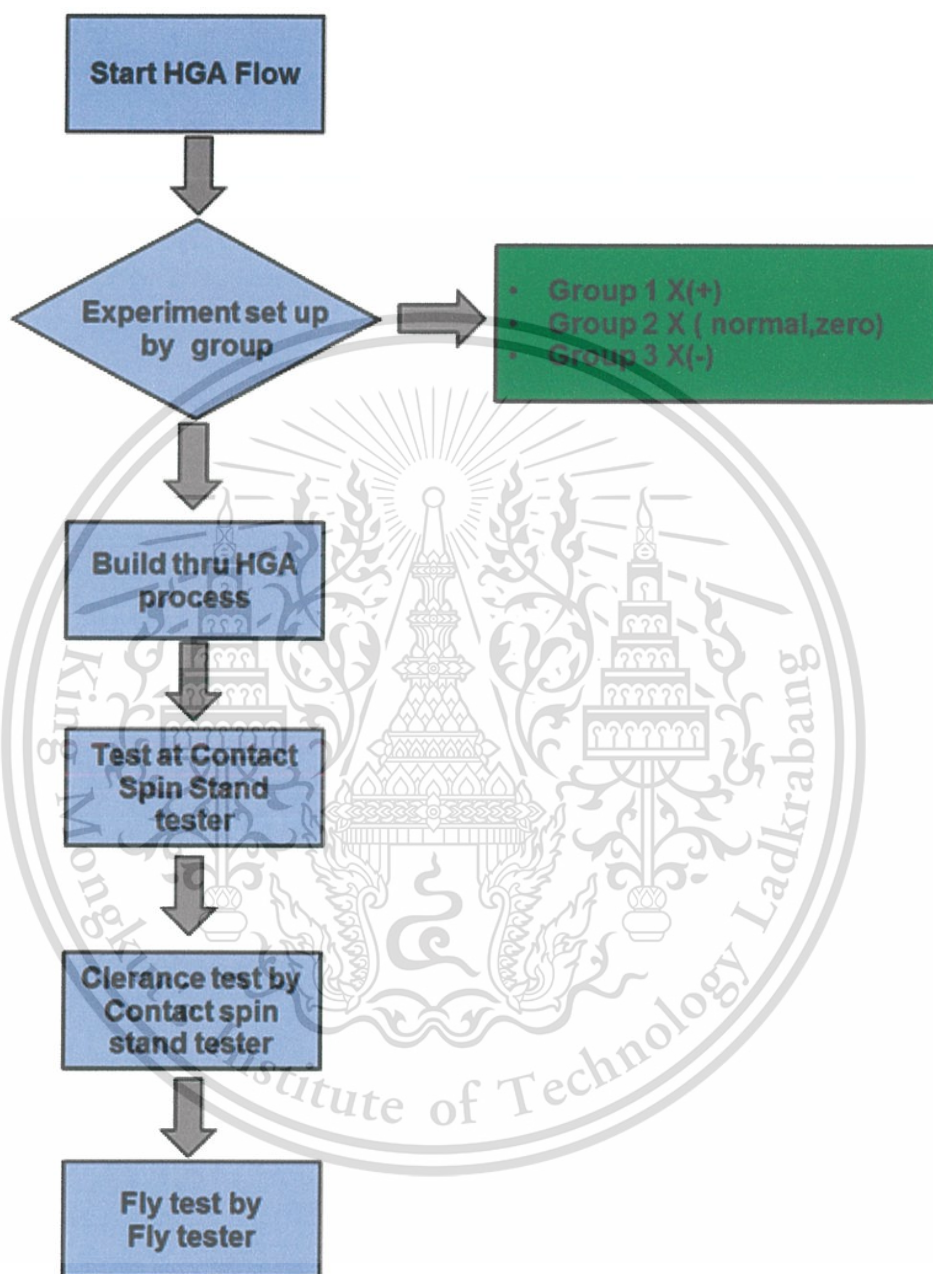 Start HGA Flow
Experiment set up
by group
• Group 1 X(+)
• Group 2 X ( normal,zero)
• Group 3 X(-)
Build thru HGA
process
Test at Contact
Spin Stand
tester
Clerance test by
Contact spin
stand tester
Fly test by
Fly tester
King Mongkut's Institute of Technology Ladkrabang